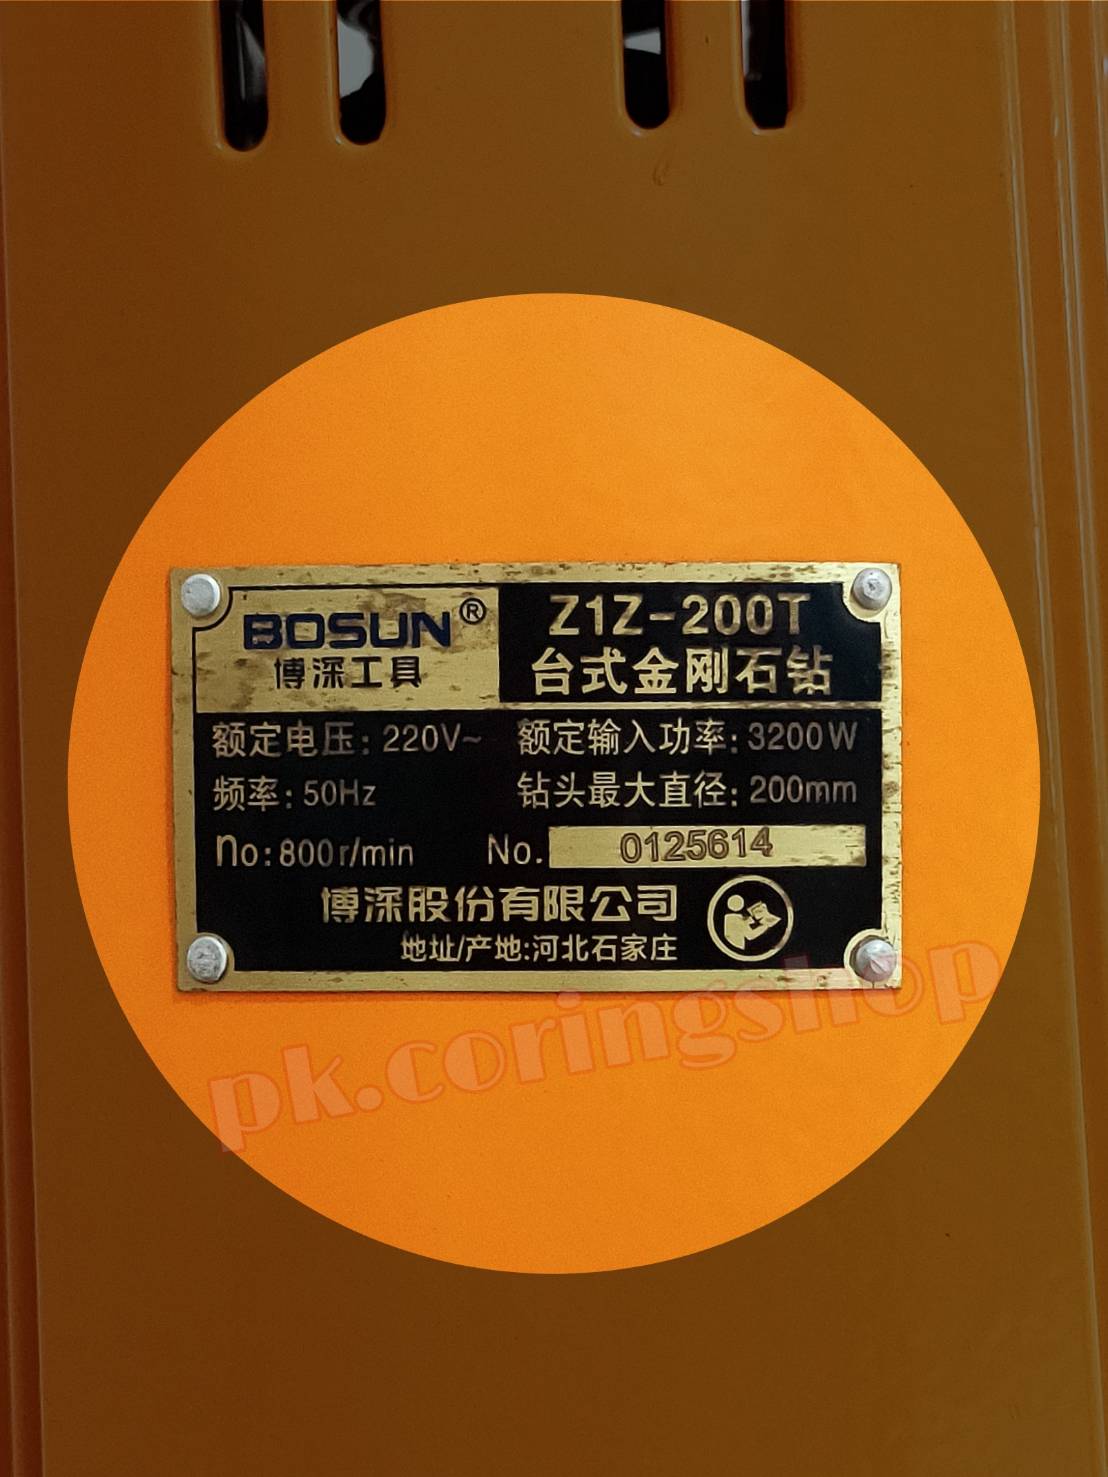 BOSUN®
博深工具
Z1Z-200T
台式金刚石钻
额定电压: 220V~ 额定输入功率: 3200W
频率: 50Hz 钻头最大直径: 200mm
no: 800r/min No. 0125614
博深股份有限公司
地址/产地:河北石家庄
pk.coringshop